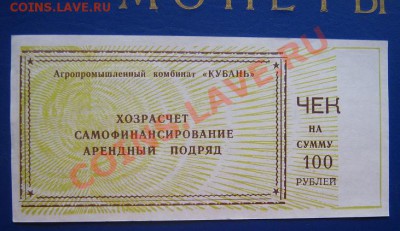 COINS.LAVE.RU
МОНЕТЫ
Агропромышленный комбинат «КУБАНЬ»
ХОЗРАСЧЕТ
САМОФИНАНСИРОВАНИЕ
АРЕНДНЫЙ ПОДРЯД
ЧЕК
НА
СУММУ
100
РУБЛЕЙ
COINS.LAVE.RU